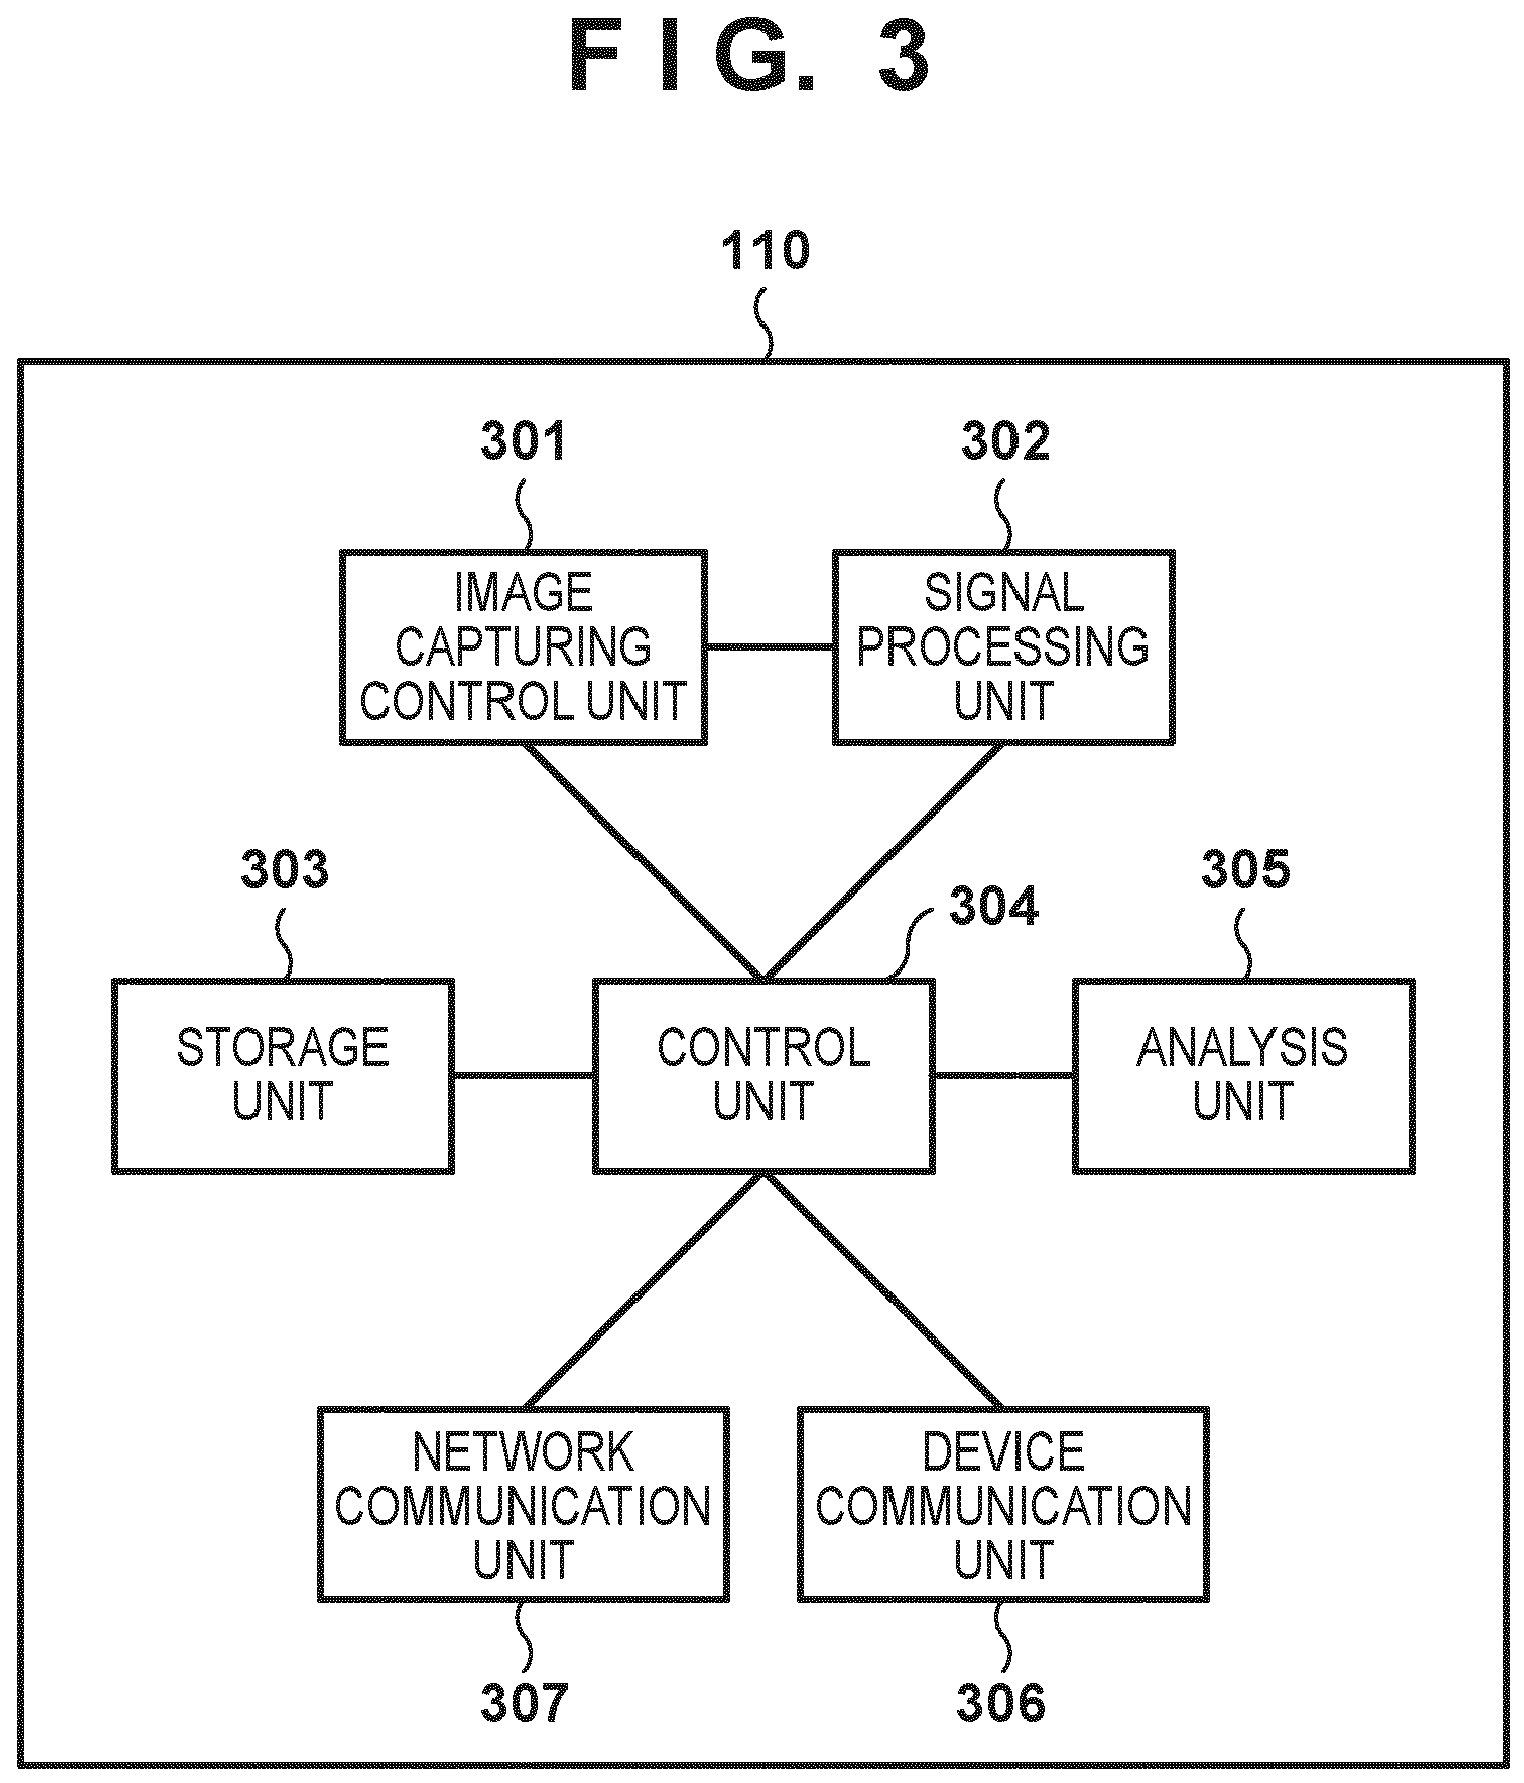 FIG. 3
110
301
302
IMAGE
CAPTURING
CONTROL UNIT
SIGNAL
PROCESSING
UNIT
303
304
305
STORAGE
UNIT
CONTROL
UNIT
ANALYSIS
UNIT
NETWORK
COMMUNICATION
UNIT
DEVICE
COMMUNICATION
UNIT
307
306